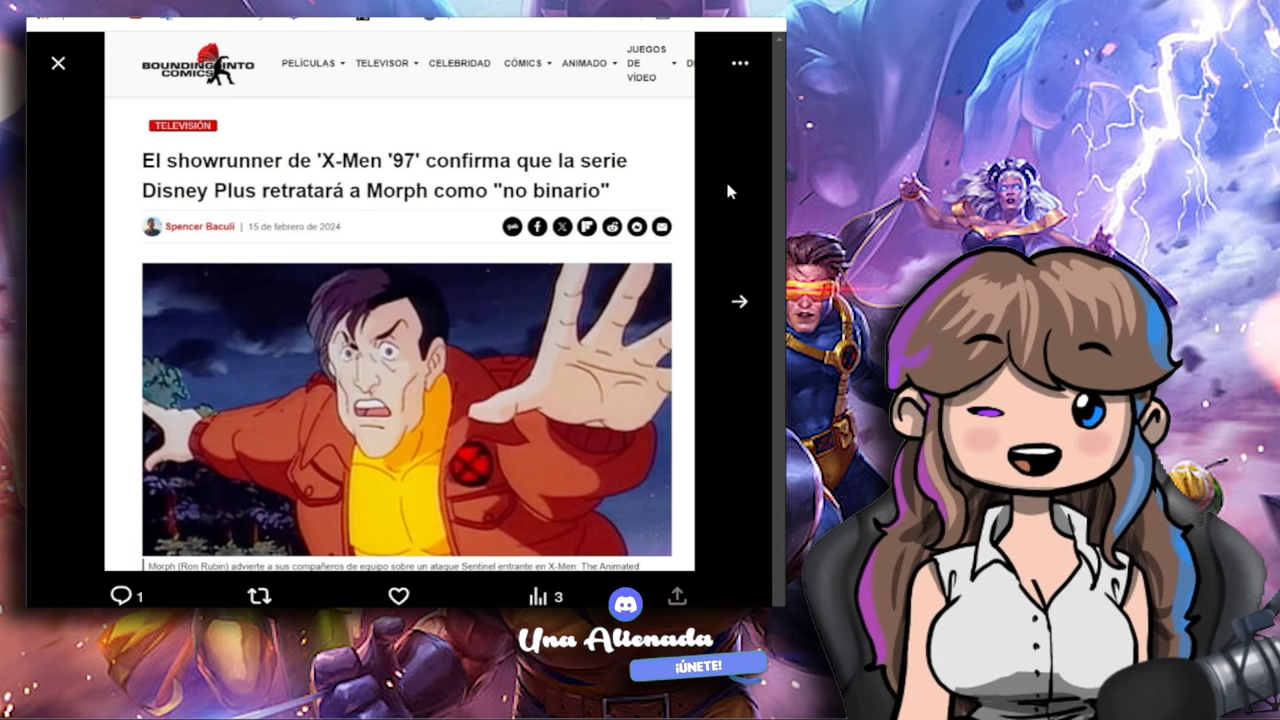 BOUNDING INTO
COMICS
PELÍCULAS
TELEVISOR
CELEBRIDAD
CÓMICS
ANIMADO
JUEGOS
DE
VÍDEO
TELEVISIÓN
El showrunner de 'X-Men '97' confirma que la serie
Disney Plus retratará a Morph como "no binario"
Spencer Baculi | 15 de febrero de 2024
Morph (Ron Rubin) advierte a sus compañeros de equipo sobre un ataque Sentinel entrante en X-Men: The Animated
1
3
Una Alienada
¡ÚNETE!